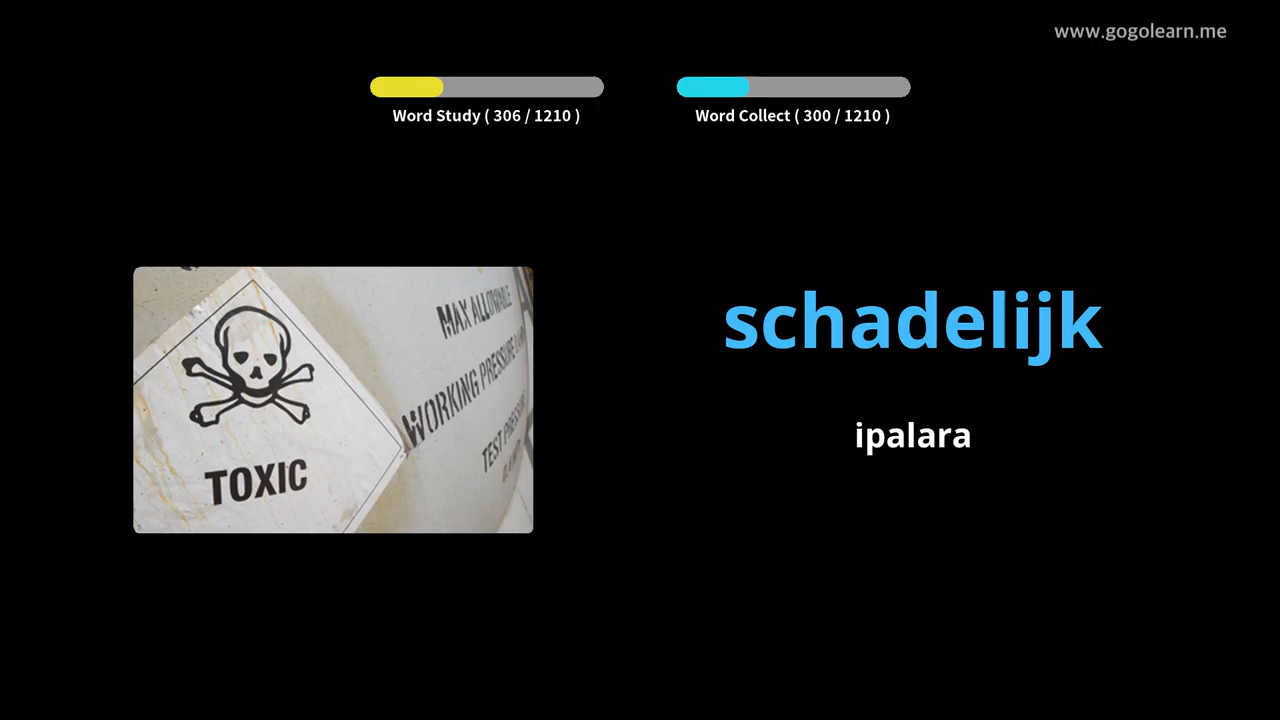 www.gogolearn.me
Word Study ( 306 / 1210 )
Word Collect ( 300 / 1210 )
schadelijk
ipalara
MAX ALLOWABLE
WORKING PRESSURE
TEST PRESSURE
TOXIC